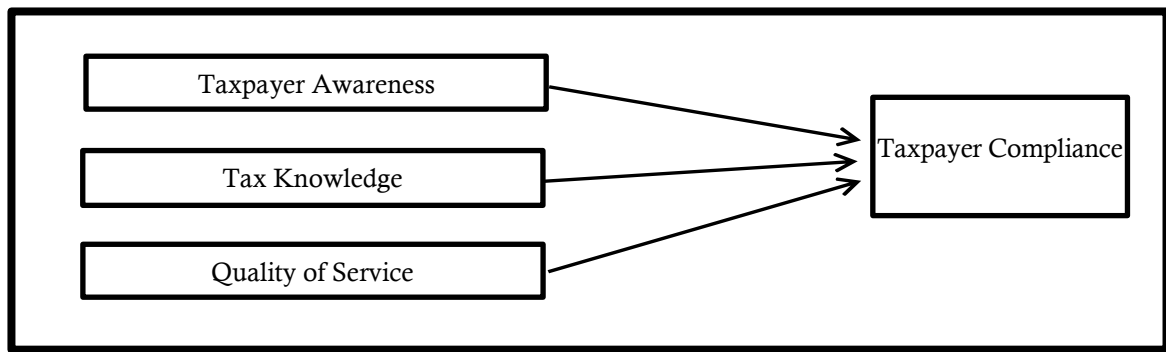 Taxpayer Awareness
Tax Knowledge
Quality of Service
Taxpayer Compliance